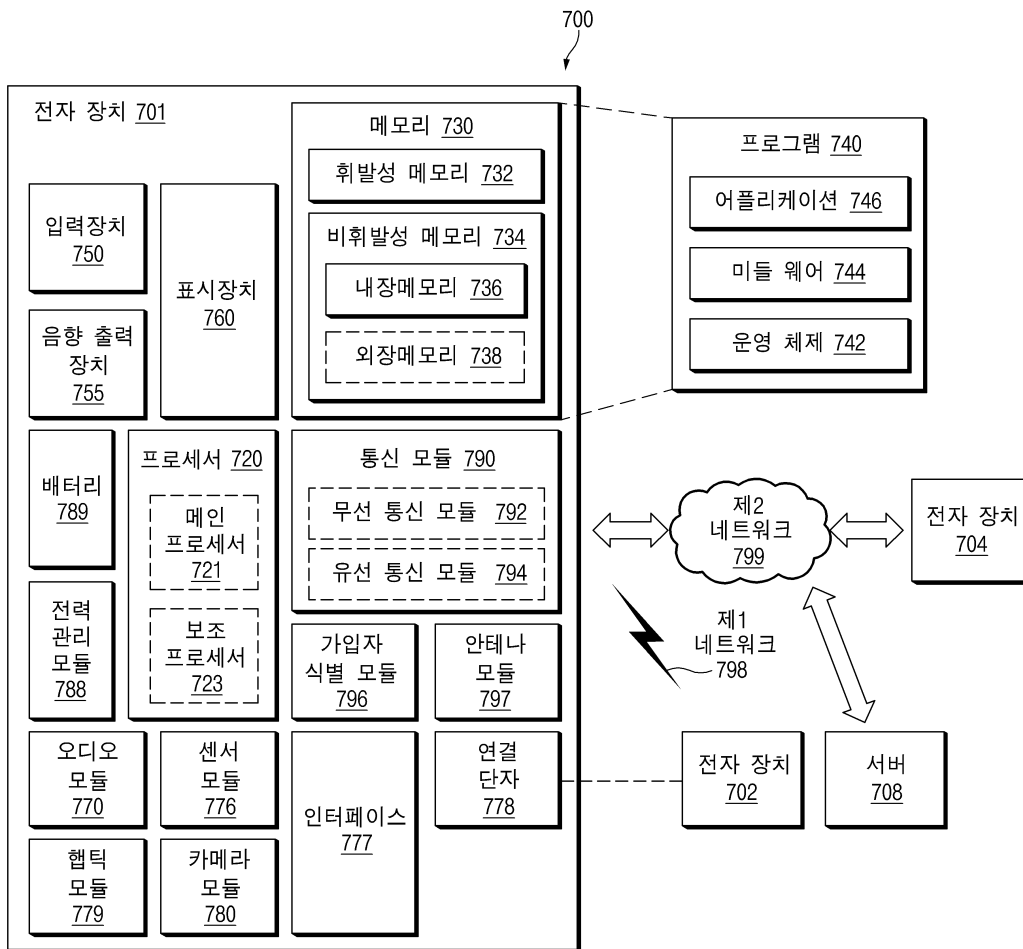 700
전자 장치 701
메모리 730
휘발성 메모리 732
비휘발성 메모리 734
내장메모리 736
외장메모리 738
프로그램 740
어플리케이션 746
미들 웨어 744
운영 체제 742
입력장치
750
표시장치
760
음향 출력
장치
755
배터리
789
프로세서 720
메인
프로세서
721
보조
프로세서
723
통신 모듈 790
무선 통신 모듈 792
유선 통신 모듈 794
제2
네트워크
799
전자 장치
704
전력
관리
모듈
788
가입자
식별 모듈
796
안테나
모듈
797
제1
네트워크
798
오디오
모듈
770
센서
모듈
776
인터페이스
777
연결
단자
778
전자 장치
702
서버
708
햅틱
모듈
779
카메라
모듈
780